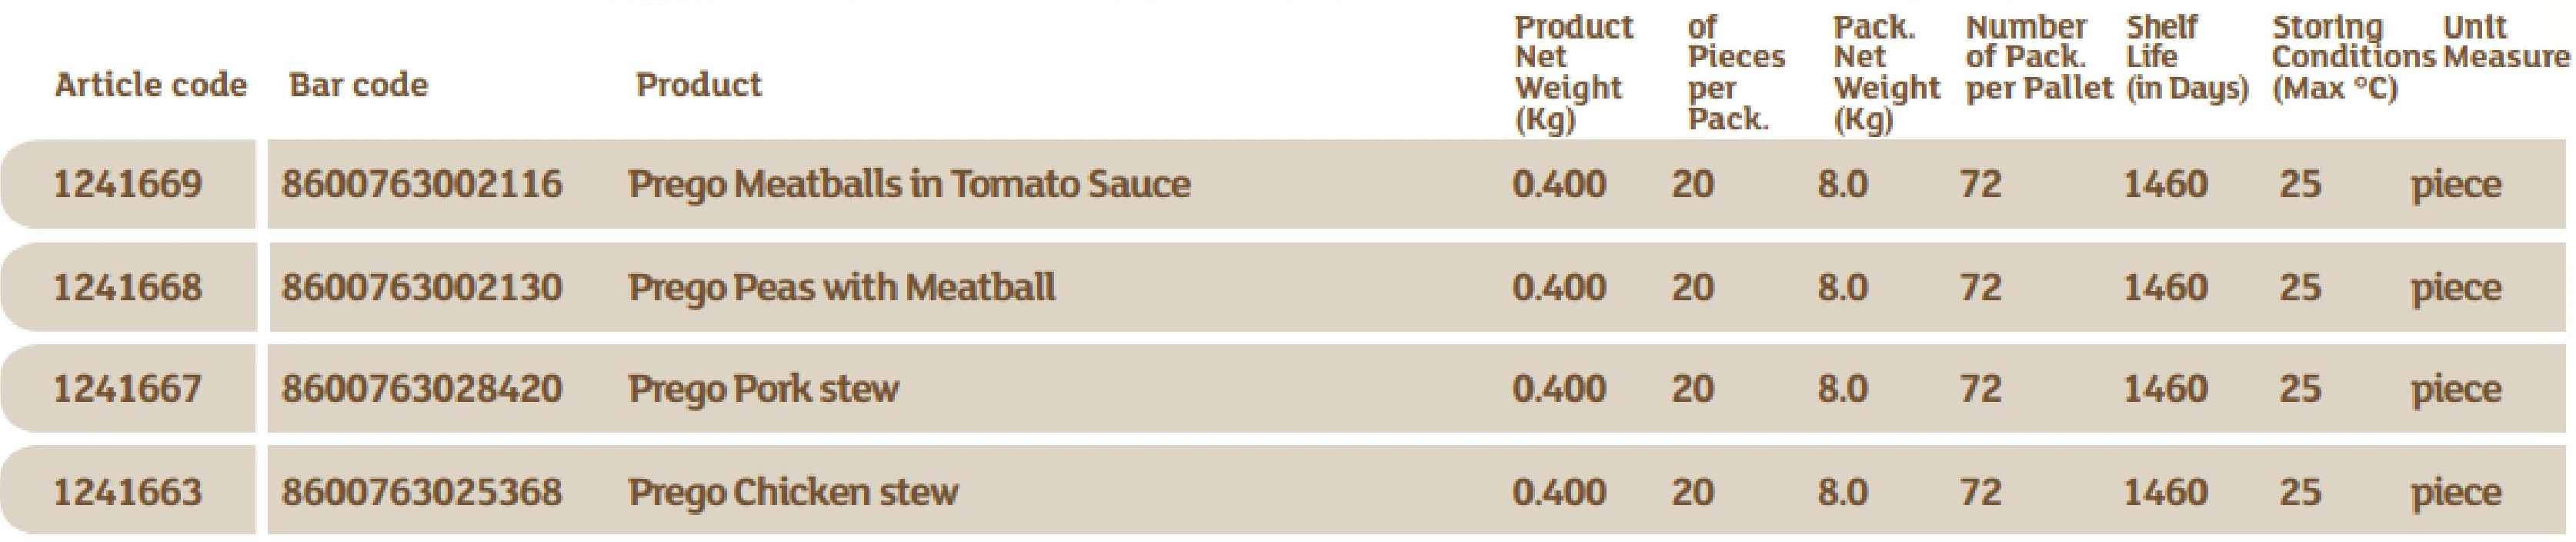 Article code Bar code Product Product Net Weight (Kg) of Pieces per Pack. Pack. Net Weight (Kg) Number of Pack. per Pallet Shelf Life (in Days) Storing Conditions (Max °C) Unit Measure
1241669 8600763002116 Prego Meatballs in Tomato Sauce 0.400 20 8.0 72 1460 25 piece
1241668 8600763002130 Prego Peas with Meatball 0.400 20 8.0 72 1460 25 piece
1241667 8600763028420 Prego Pork stew 0.400 20 8.0 72 1460 25 piece
1241663 8600763025368 Prego Chicken stew 0.400 20 8.0 72 1460 25 piece